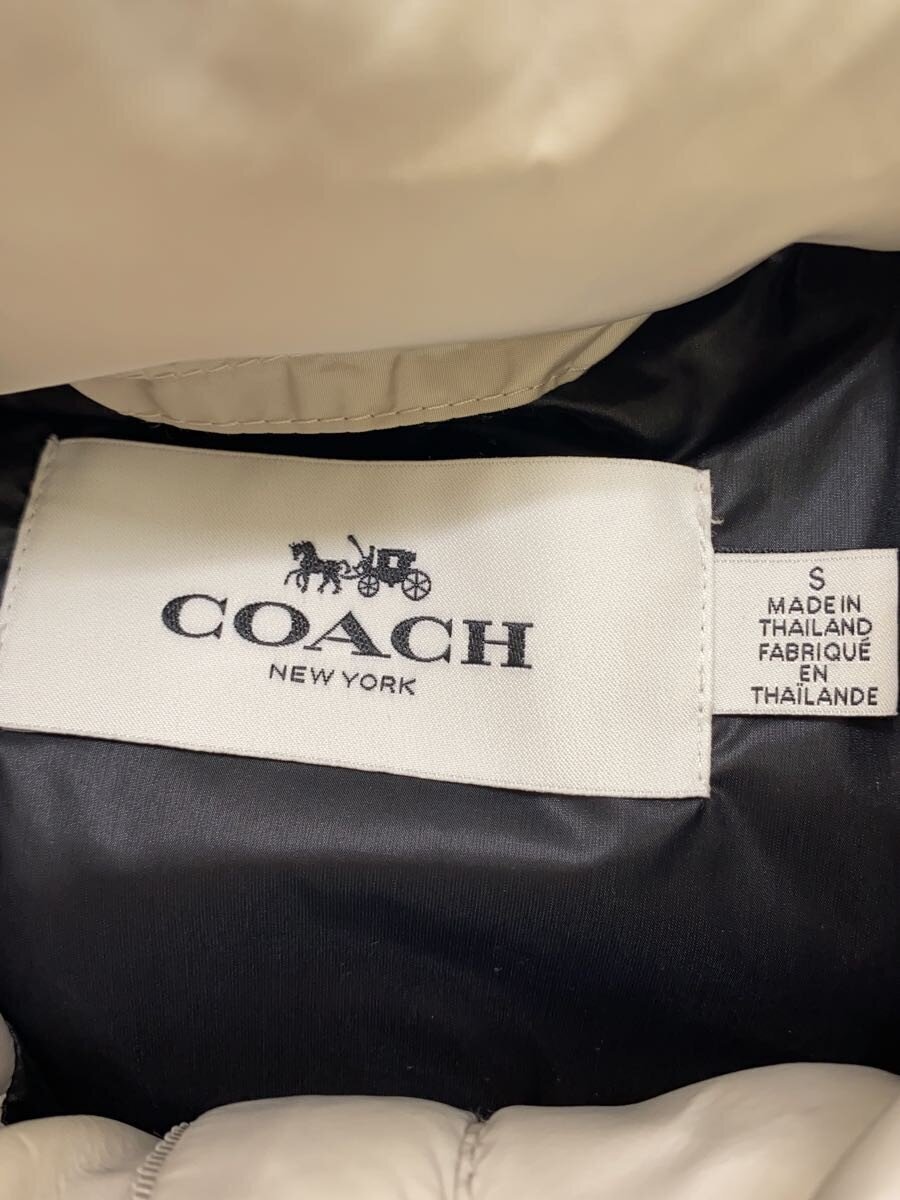 COACH
NEW YORK
S
MADE IN
THAILAND
FABRIQUÉ
EN
THAÏLANDE